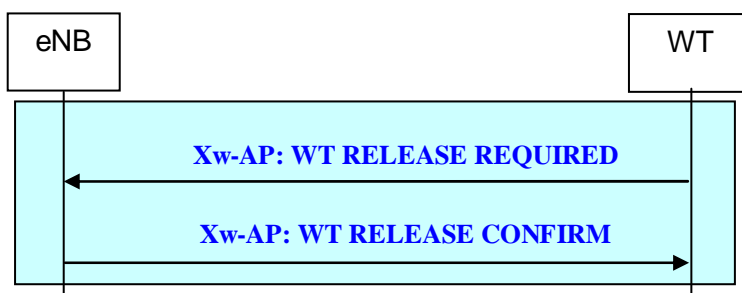 eNB
WT
Xw-AP: WT RELEASE REQUIRED
Xw-AP: WT RELEASE CONFIRM